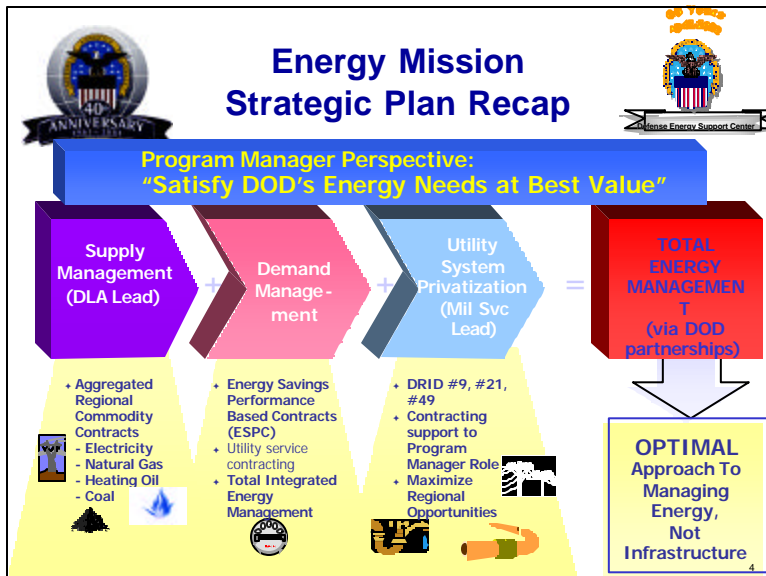 Energy Mission
Strategic Plan Recap
40
ANNIVERSARY
Defense Energy Support Center
Program Manager Perspective:
“Satisfy DOD’s Energy Needs at Best Value”
Supply
Management
(DLA Lead)
+
Demand
Manage-
ment
+
Utility
System
Privatization
(Mil Svc
Lead)
=
TOTAL
ENERGY
MANAGEMEN
T
(via DOD
partnerships)
+ Aggregated
Regional
Commodity
Contracts
- Electricity
- Natural Gas
- Heating Oil
- Coal
+ Energy Savings
Performance
Based Contracts
(ESPC)
+ Utility service
contracting
+ Total Integrated
Energy
Management
+ DRID #9, #21,
#49
+ Contracting
support to
Program
Manager Role
+ Maximize
Regional
Opportunities
OPTIMAL
Approach To
Managing
Energy,
Not
Infrastructure
4